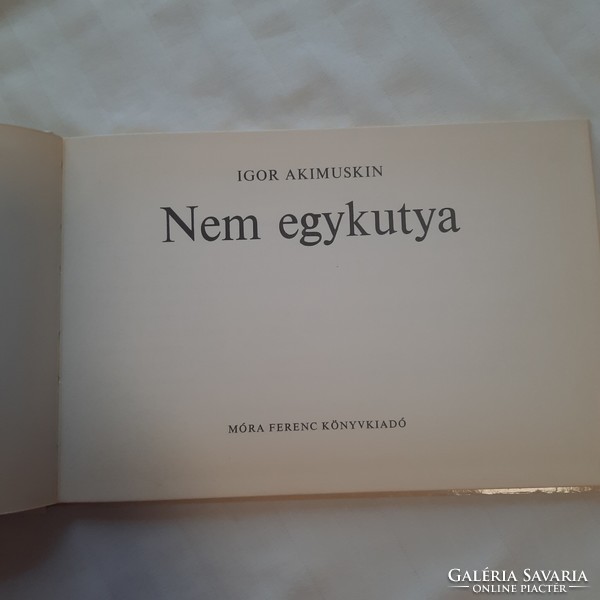 IGOR AKIMUSKIN
Nem egykutya
MÓRA FERENC KÖNYVKIADÓ
GALÉRIA SAVARIA
ONLINE PIACTÉR